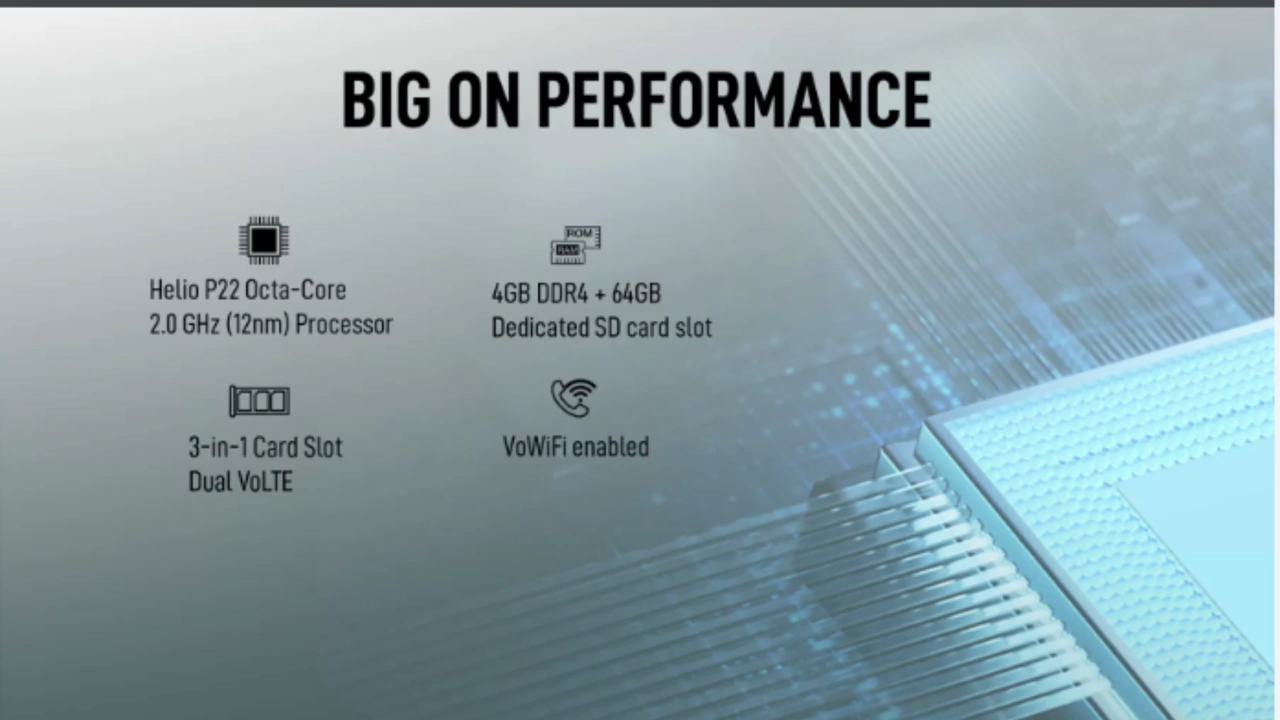 BIG ON PERFORMANCE
ROM
RAM
Helio P22 Octa-Core
2.0 GHz (12nm) Processor
4GB DDR4 + 64GB
Dedicated SD card slot
3-in-1 Card Slot
Dual VoLTE
VoWiFi enabled